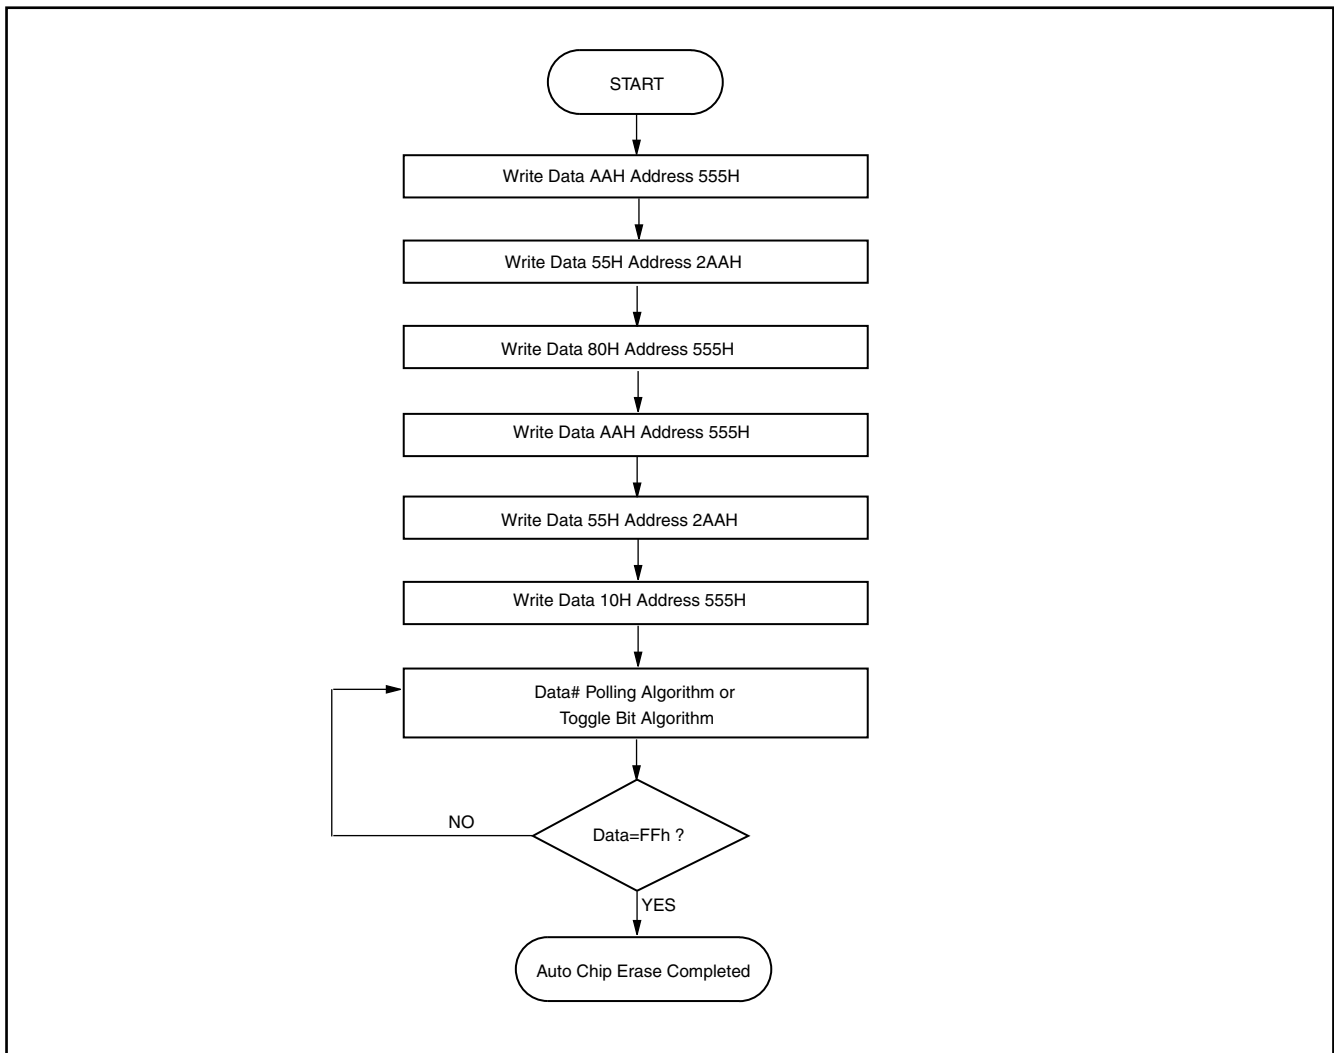 START
Write Data AAH Address 555H
Write Data 55H Address 2AAH
Write Data 80H Address 555H
Write Data AAH Address 555H
Write Data 55H Address 2AAH
Write Data 10H Address 555H
Data# Polling Algorithm or
Toggle Bit Algorithm
NO
Data=FFh ?
YES
Auto Chip Erase Completed